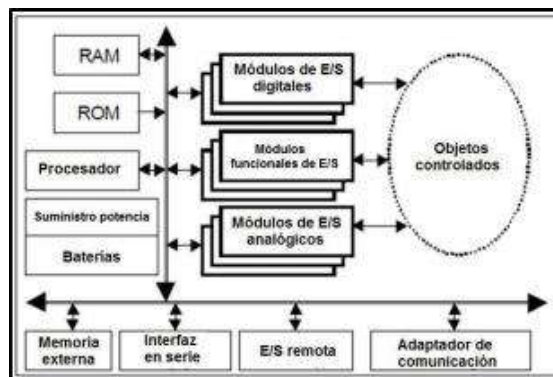 RAM
ROM
Procesador
Suministro potencia
Baterías
Módulos de E/S
digitales
Módulos
funcionales de E/S
Módulos de E/S
analógicos
Objetos
controlados
Memoria
externa
Interfaz
en serie
E/S remota
Adaptador de
comunicación